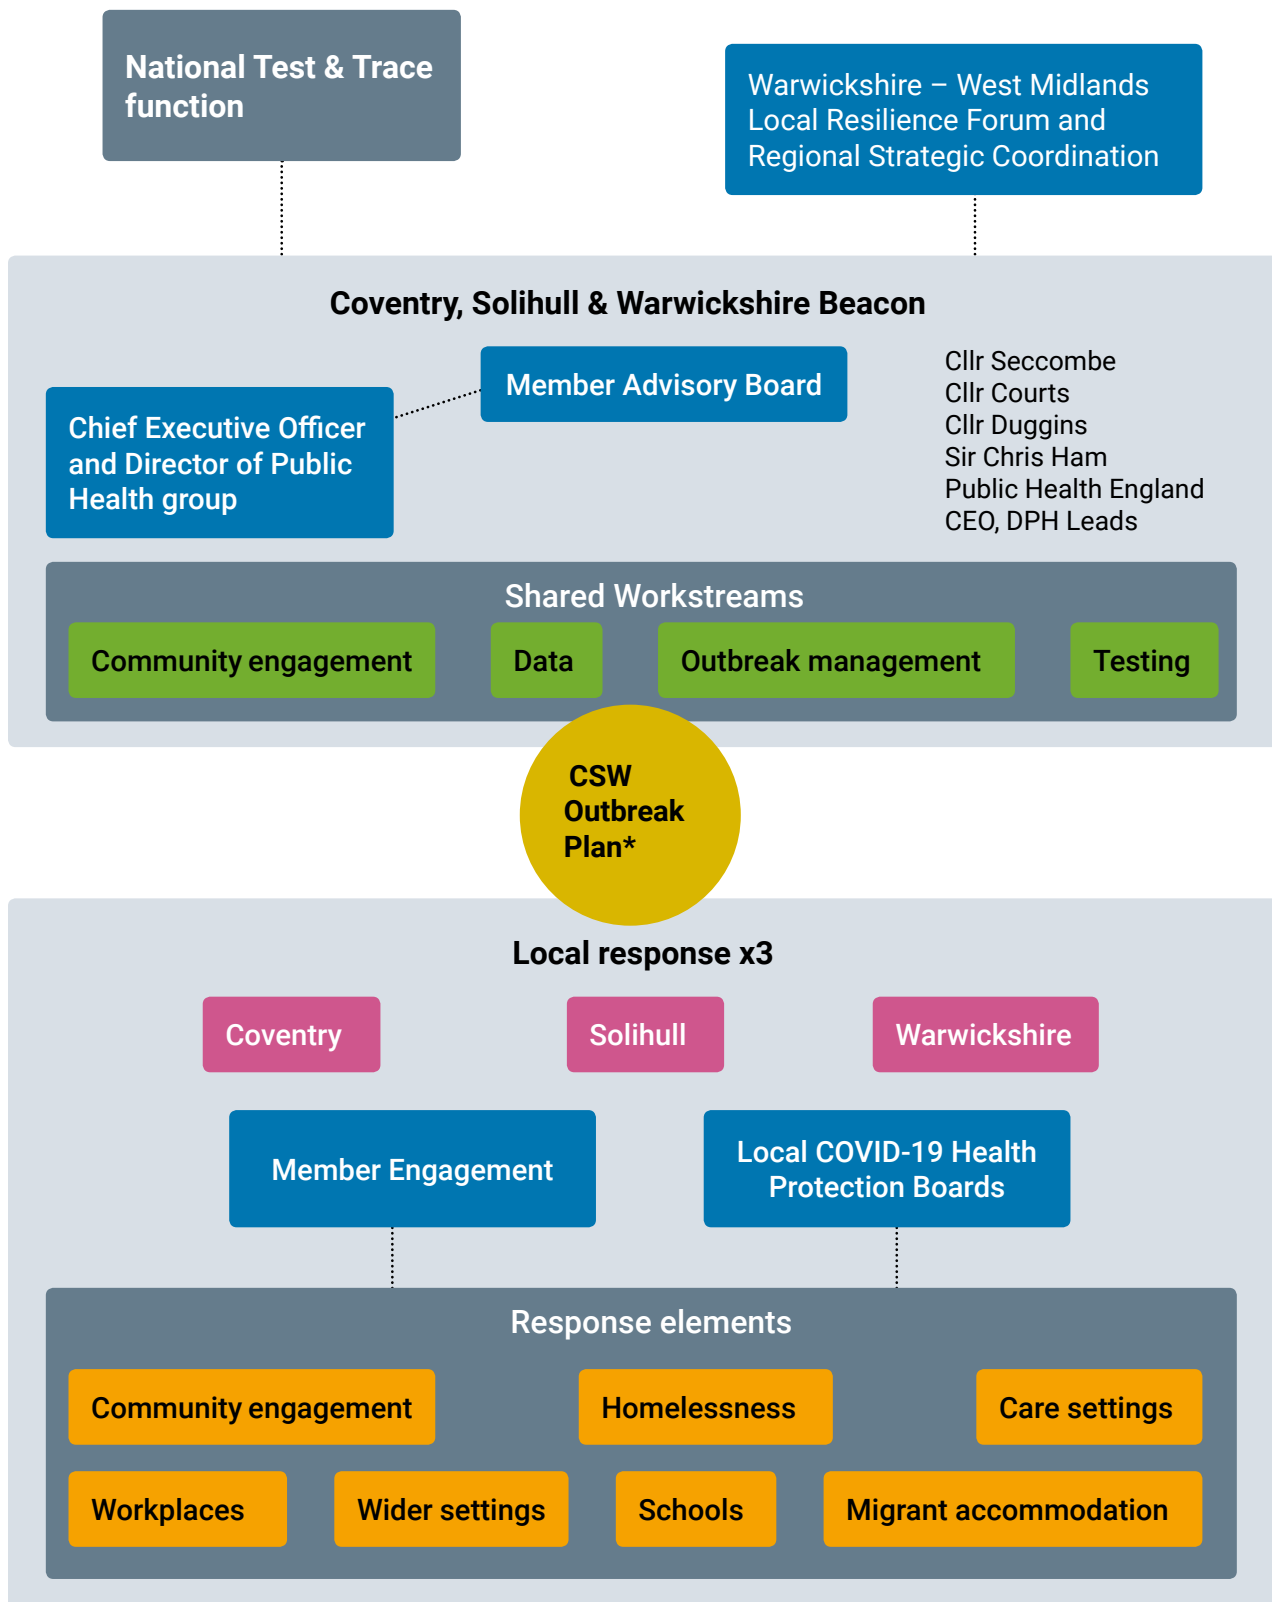 National Test & Trace
function
Warwickshire – West Midlands
Local Resilience Forum and
Regional Strategic Coordination
Coventry, Solihull & Warwickshire Beacon
Chief Executive Officer
and Director of Public
Health group
Member Advisory Board
Cllr Seccombe
Cllr Courts
Cllr Duggins
Sir Chris Ham
Public Health England
CEO, DPH Leads
Shared Workstreams
Community engagement
Data
Outbreak management
Testing
CSW
Outbreak
Plan*
Local response x3
Coventry
Solihull
Warwickshire
Member Engagement
Local COVID-19 Health
Protection Boards
Response elements
Community engagement
Homelessness
Care settings
Workplaces
Wider settings
Schools
Migrant accommodation